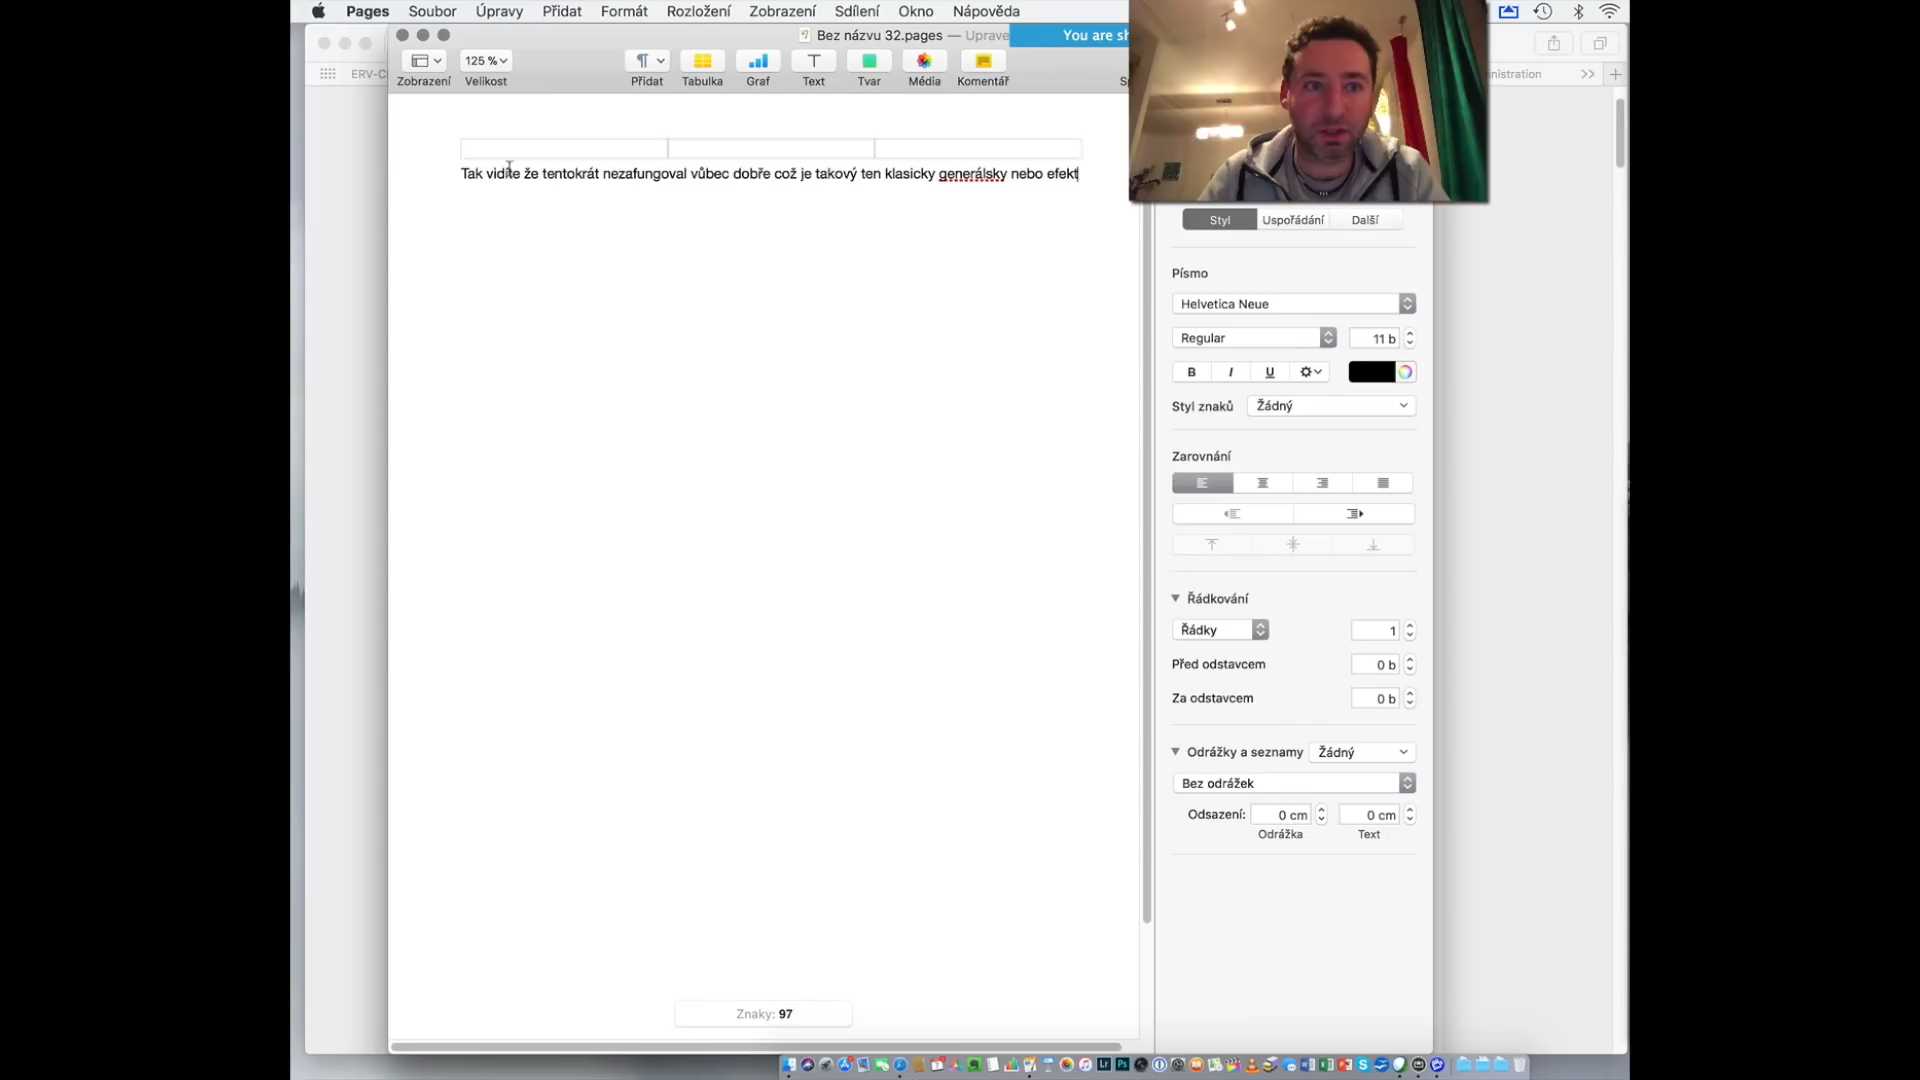 Pages Soubor Úpravy Přidat Formát Rozložení Zobrazení Sdílení Okno Nápověda
Bez názvu 32.pages — Uprave
You are sh
ERV-C
inistration
125 %
Zobrazení Velikost Přidat Tabulka Graf Text Tvar Média Komentář
Tak vidíte že tentokrát nezafungoval vůbec dobře což je takový ten klasicky generálsky nebo efekt
Styl Uspořádání Další
Písmo
Helvetica Neue
Regular 11 b
B I U
Styl znaků Žádný
Zarovnání
Řádkování
Řádky 1
Před odstavcem 0 b
Za odstavcem 0 b
Odrážky a seznamy Žádný
Bez odrážek
Odsazení: 0 cm 0 cm
Odrážka Text
Znaky: 97